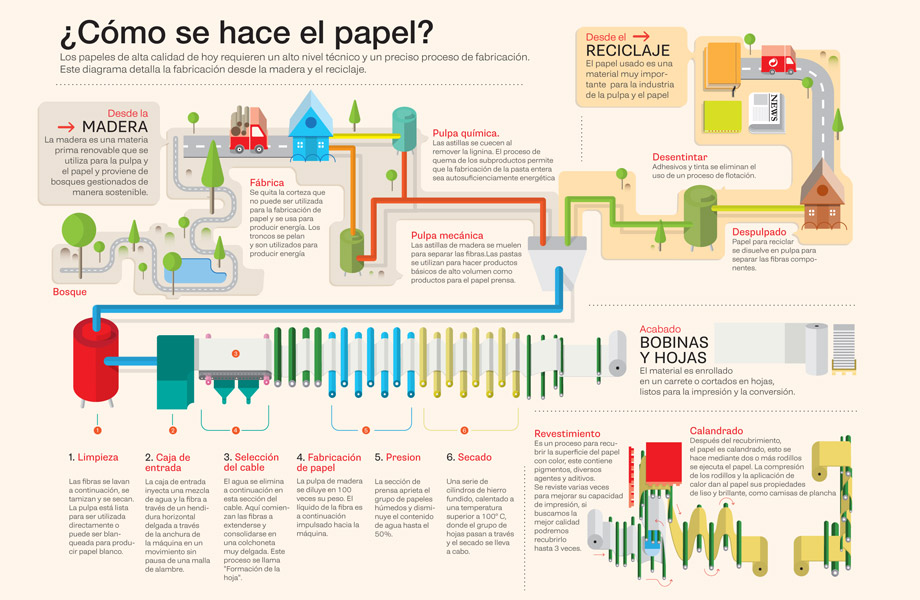 ¿Cómo se hace el papel?
Los papeles de alta calidad de hoy requieren un alto nivel técnico y un preciso proceso de fabricación.
Este diagrama detalla la fabricación desde la madera y el reciclaje.
Desde la
MADERA
La madera es una materia
prima renovable que se
utiliza para la pulpa y
el papel y proviene de
bosques gestionados de
manera sostenible.
Bosque
Fábrica
Se quita la corteza que
no puede ser utilizada
para la fabricación de
papel y se usa para
producir energía. Los
troncos se pelan
y son utilizados para
producir energía
Pulpa química.
Las astillas se cuecen al
remover la lignina. El proceso de
quema de los subproductos permite
que la fabricación de la pasta entera
sea autosuficienciamente energética
Pulpa mecánica
Las astillas de madera se muelen
para separar las fibras.Las pastas
se utilizan para hacer productos
básicos de alto volumen como
productos para el papel prensa.
Desde el
RECICLAJE
El papel usado es una
material muy impor-
tante para la industria
de la pulpa y el papel
NEWS
Desentintar
Adhesivos y tinta se eliminan el
uso de un proceso de flotación.
Despulpado
Papel para reciclar
se disuelve en pulpa para
separar las fibras compo-
nentes.
Acabado
BOBINAS
Y HOJAS
El material es enrollado
en un carrete o cortados en hojas,
listos para la impresión y la conversión.
3
1
2
4
5
6
1. Limpieza
Las fibras se lavan
a continuación, se
tamizan y se secan.
La pulpa está lista
para ser utilizada
directamente o
puede ser blan-
queada para produ-
cir papel blanco.
2. Caja de
entrada
La caja de entrada
inyecta una mezcla
de agua y la fibra a
través de un hendi-
dura horizontal
delgada a través
de la anchura de
la máquina en un
movimiento sin
pausa de una malla
de alambre.
3. Selección
del cable
El agua se elimina
a continuación en
esta sección del
cable. Aquí comien-
zan las fibras a
extenderse y
consolidarse en
una colchoneta
muy delgada. Este
proceso se llama
"Formación de la
hoja".
4. Fabricación
de papel
La pulpa de madera
se diluye en 100
veces su peso. El
líquido de la fibra es
a continuación
impulsado hacia la
máquina.
5. Presion
La sección de
prensa aprieta el
grupo de papeles
húmedos y dismi-
nuye el contenido
de agua hasta el
50%.
6. Secado
Una serie de
cilindros de hierro
fundido, calentado a
una temperatura
superior a 100º C,
donde el grupo de
hojas pasan a través
y el secado se lleva
a cabo.
Revestimiento
Es un proceso para recu-
brir la superficie del papel
con color, este contiene
pigmentos, diversos
agentes y aditivos.
Se reviste varias veces
para mejorar su capacidad
de impresión, si
buscamos la
mejor calidad
podremos
recubrirlo
hasta 3 veces.
Calandrado
Después del recubrimiento,
el papel es calandrado, esto se
hace mediante dos o más rodillos
se ejecuta el papel. La compresión
de los rodillos y la aplicación de
calor dan al papel sus propiedades
de liso y brillante, como camisas de plancha